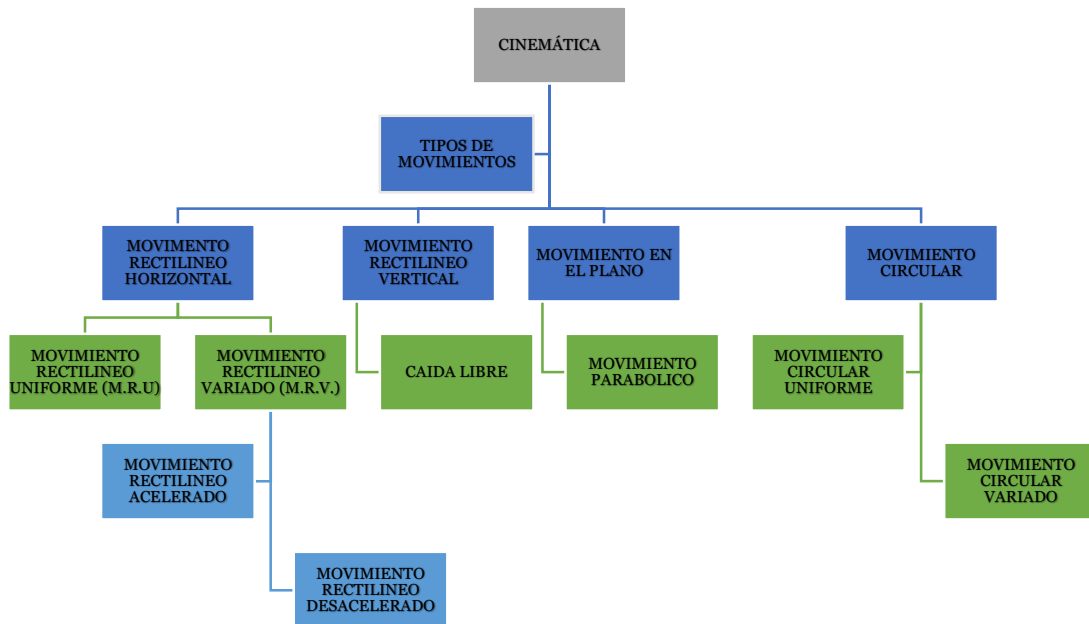 CINEMÁTICA
TIPOS DE
MOVIMIENTOS
MOVIMENTO
RECTILINEO
HORIZONTAL
MOVIMIENTO
RECTILINEO
VERTICAL
MOVIMIENTO EN
EL PLANO
MOVIMIENTO
CIRCULAR
MOVIMIENTO
RECTILINEO
UNIFORME (M.R.U)
MOVIMIENTO
RECTILINEO
VARIADO (M.R.V.)
CAIDA LIBRE
MOVIMIENTO
PARABOLICO
MOVIMIENTO
CIRCULAR
UNIFORME
MOVIMIENTO
RECTILINEO
ACELERADO
MOVIMIENTO
CIRCULAR
VARIADO
MOVIMIENTO
RECTILINEO
DESACELERADO